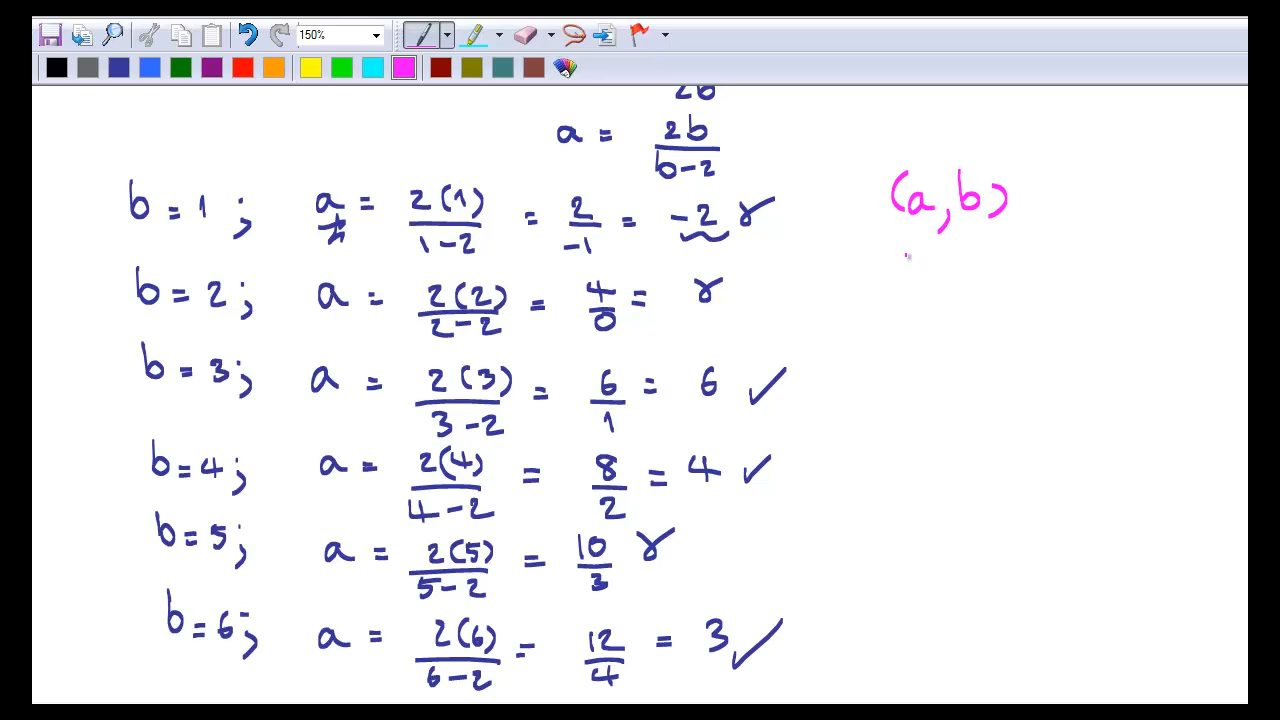 150%
2b
a = 2b / b-2
(a, b)
b = 1 ; a = 2(1) / 1-2 = 2 / -1 = -2 ɣ
b = 2 ; a = 2(2) / 2-2 = 4 / 0 = ɣ
b = 3 ; a = 2(3) / 3-2 = 6 / 1 = 6 ✓
b = 4 ; a = 2(4) / 4-2 = 8 / 2 = 4 ✓
b = 5 ; a = 2(5) / 5-2 = 10 / 3 ɣ
b = 6 ; a = 2(6) / 6-2 = 12 / 4 = 3 ✓